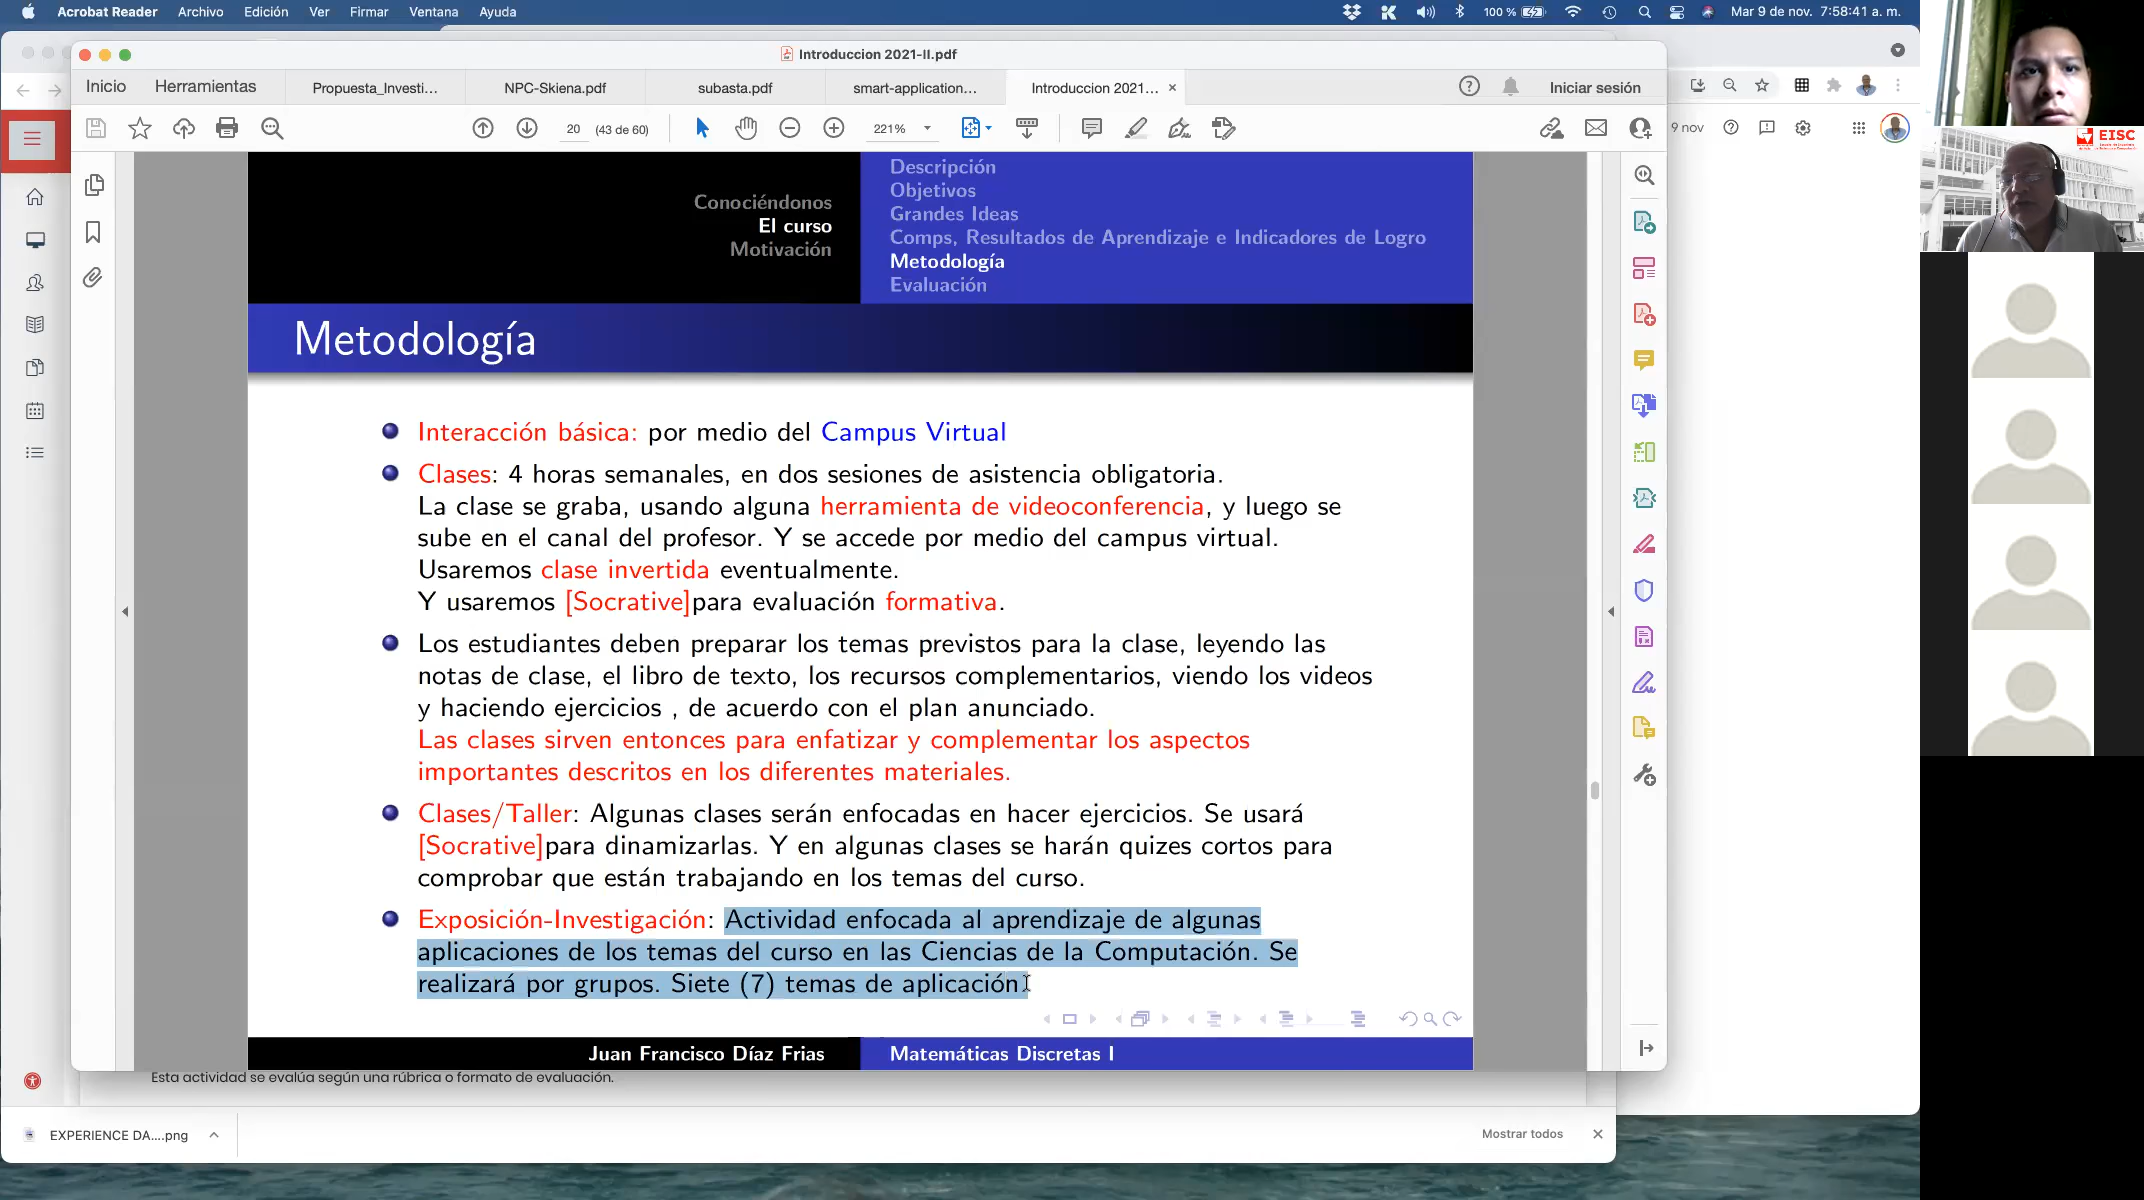 Acrobat Reader Archivo Edición Ver Firmar Ventana Ayuda 100 % Mar 9 de nov. 7:58:41 a. m.
Introduccion 2021-II.pdf
Inicio Herramientas Propuesta_Investi... NPC-Skiena.pdf subasta.pdf smart-application... Introduccion 2021... × Iniciar sesión
20 (43 de 60) 221% 9 nov
EISC
Descripción
Objetivos
Grandes Ideas
Comps, Resultados de Aprendizaje e Indicadores de Logro
Metodología
Evaluación
Conociéndonos
El curso
Motivación
Metodología
Interacción básica: por medio del Campus Virtual
Clases: 4 horas semanales, en dos sesiones de asistencia obligatoria.
La clase se graba, usando alguna herramienta de videoconferencia, y luego se
sube en el canal del profesor. Y se accede por medio del campus virtual.
Usaremos clase invertida eventualmente.
Y usaremos [Socrative]para evaluación formativa.
Los estudiantes deben preparar los temas previstos para la clase, leyendo las
notas de clase, el libro de texto, los recursos complementarios, viendo los videos
y haciendo ejercicios , de acuerdo con el plan anunciado.
Las clases sirven entonces para enfatizar y complementar los aspectos
importantes descritos en los diferentes materiales.
Clases/Taller: Algunas clases serán enfocadas en hacer ejercicios. Se usará
[Socrative]para dinamizarlas. Y en algunas clases se harán quizes cortos para
comprobar que están trabajando en los temas del curso.
Exposición-Investigación: Actividad enfocada al aprendizaje de algunas
aplicaciones de los temas del curso en las Ciencias de la Computación. Se
realizará por grupos. Siete (7) temas de aplicación.
Juan Francisco Díaz Frias Matemáticas Discretas I
Esta actividad se evalúa según una rúbrica o formato de evaluación.
EXPERIENCE DA....png Mostrar todos